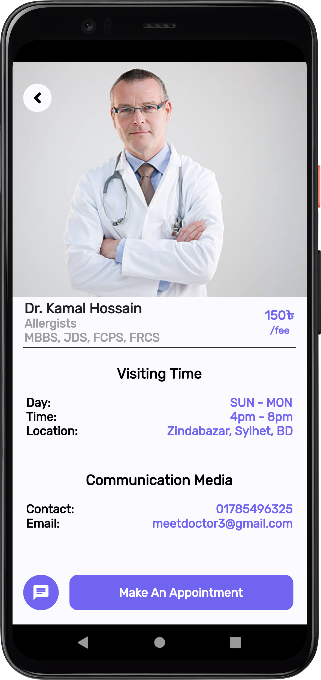 Dr. Kamal Hossain
150৳
Allergists
/fee
MBBS, JDS, FCPS, FRCS
Visiting Time
Day: SUN - MON
Time: 4pm - 8pm
Location: Zindabazar, Sylhet, BD
Communication Media
Contact: 01785496325
Email: meetdoctor3@gmail.com
Make An Appointment